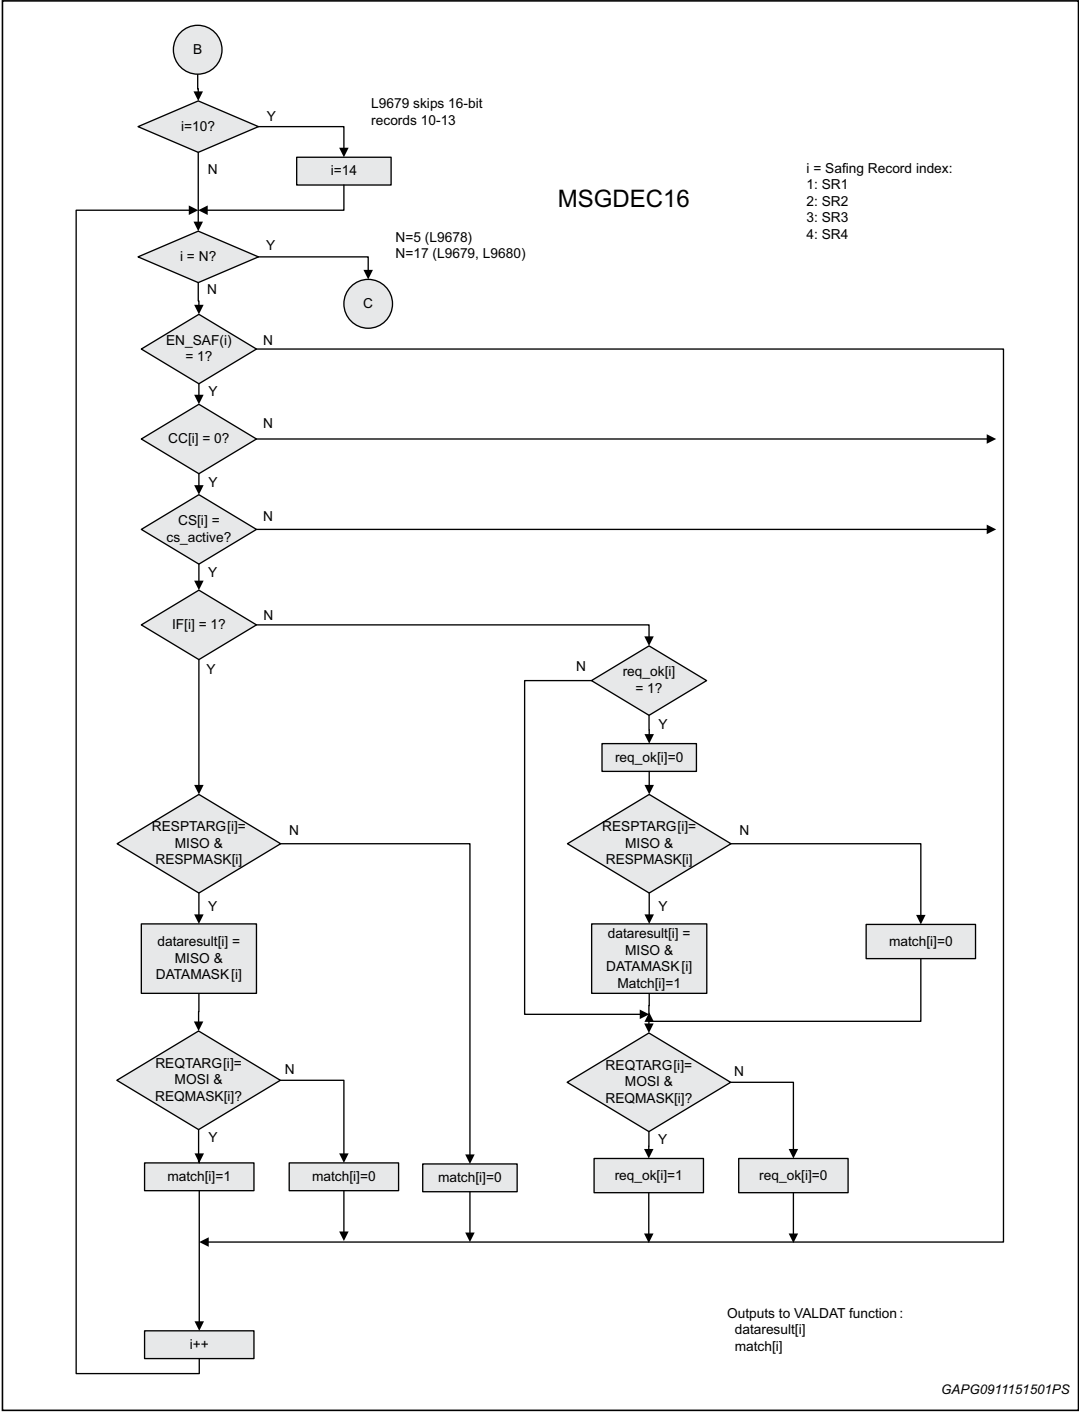 B
i=10?
Y
L9679 skips 16-bit
records 10-13
N
i=14
MSGDEC16
i = Safing Record index:
1: SR1
2: SR2
3: SR3
4: SR4
i = N?
Y
N=5 (L9678)
N=17 (L9679, L9680)
N
C
EN_SAF(i)
= 1?
N
Y
CC[i] = 0?
N
Y
CS[i] =
cs_active?
N
Y
IF[i] = 1?
N
Y
req_ok[i]
= 1?
N
Y
req_ok[i]=0
RESPTARG[i]=
MISO &
RESPMASK[i]
N
Y
RESPTARG[i]=
MISO &
RESPMASK[i]
N
Y
dataresult[i] =
MISO &
DATAMASK[i]
dataresult[i] =
MISO &
DATAMASK[i]
Match[i]=1
match[i]=0
REQTARG[i]=
MOSI &
REQMASK[i]?
N
Y
REQTARG[i]=
MOSI &
REQMASK[i]?
N
Y
match[i]=1
match[i]=0
match[i]=0
req_ok[i]=1
req_ok[i]=0
i++
Outputs to VALDAT function :
dataresult[i]
match[i]
GAPG0911151501PS